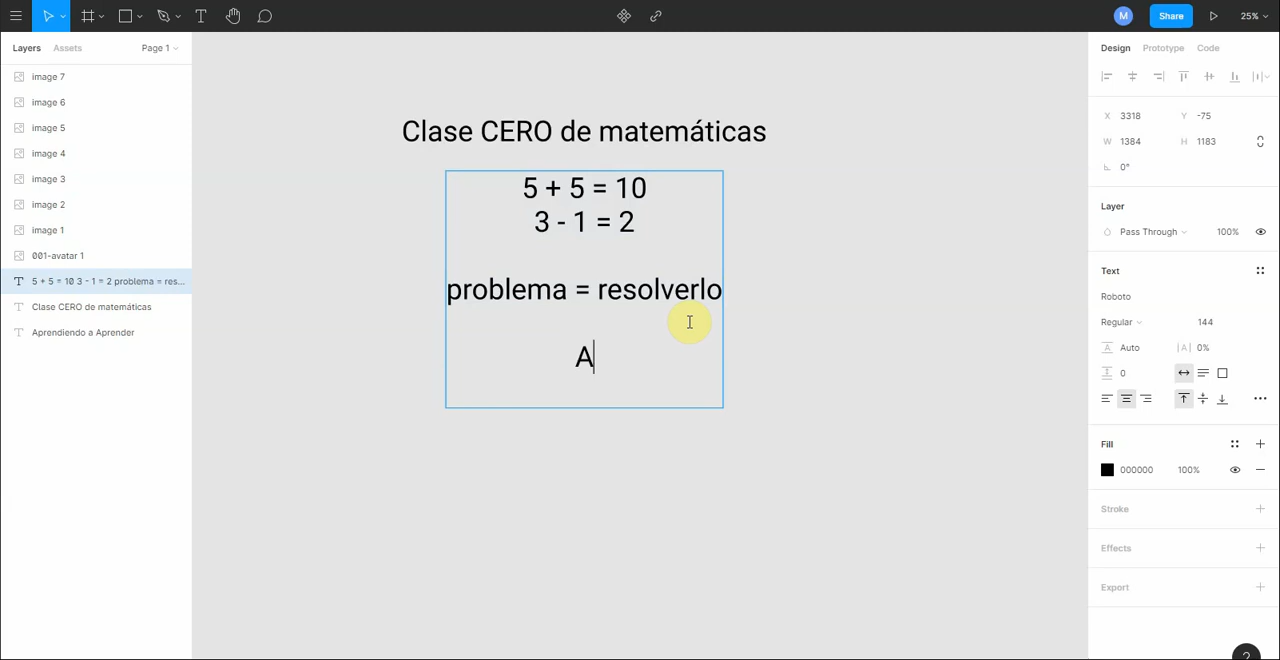 M
Share
25%
Layers
Assets
Page 1
Design
Prototype
Code
image 7
image 6
image 5
image 4
image 3
image 2
image 1
001-avatar 1
5 + 5 = 10 3 - 1 = 2 problema = res...
Clase CERO de matemáticas
Aprendiendo a Aprender
Clase CERO de matemáticas
5 + 5 = 10
3 - 1 = 2
problema = resolverlo
A
X 3318 Y -75
W 1384 H 1183
0°
Layer
Pass Through 100%
Text
Roboto
Regular 144
A Auto |A| 0%
0
Fill
000000 100%
Stroke
Effects
Export
?